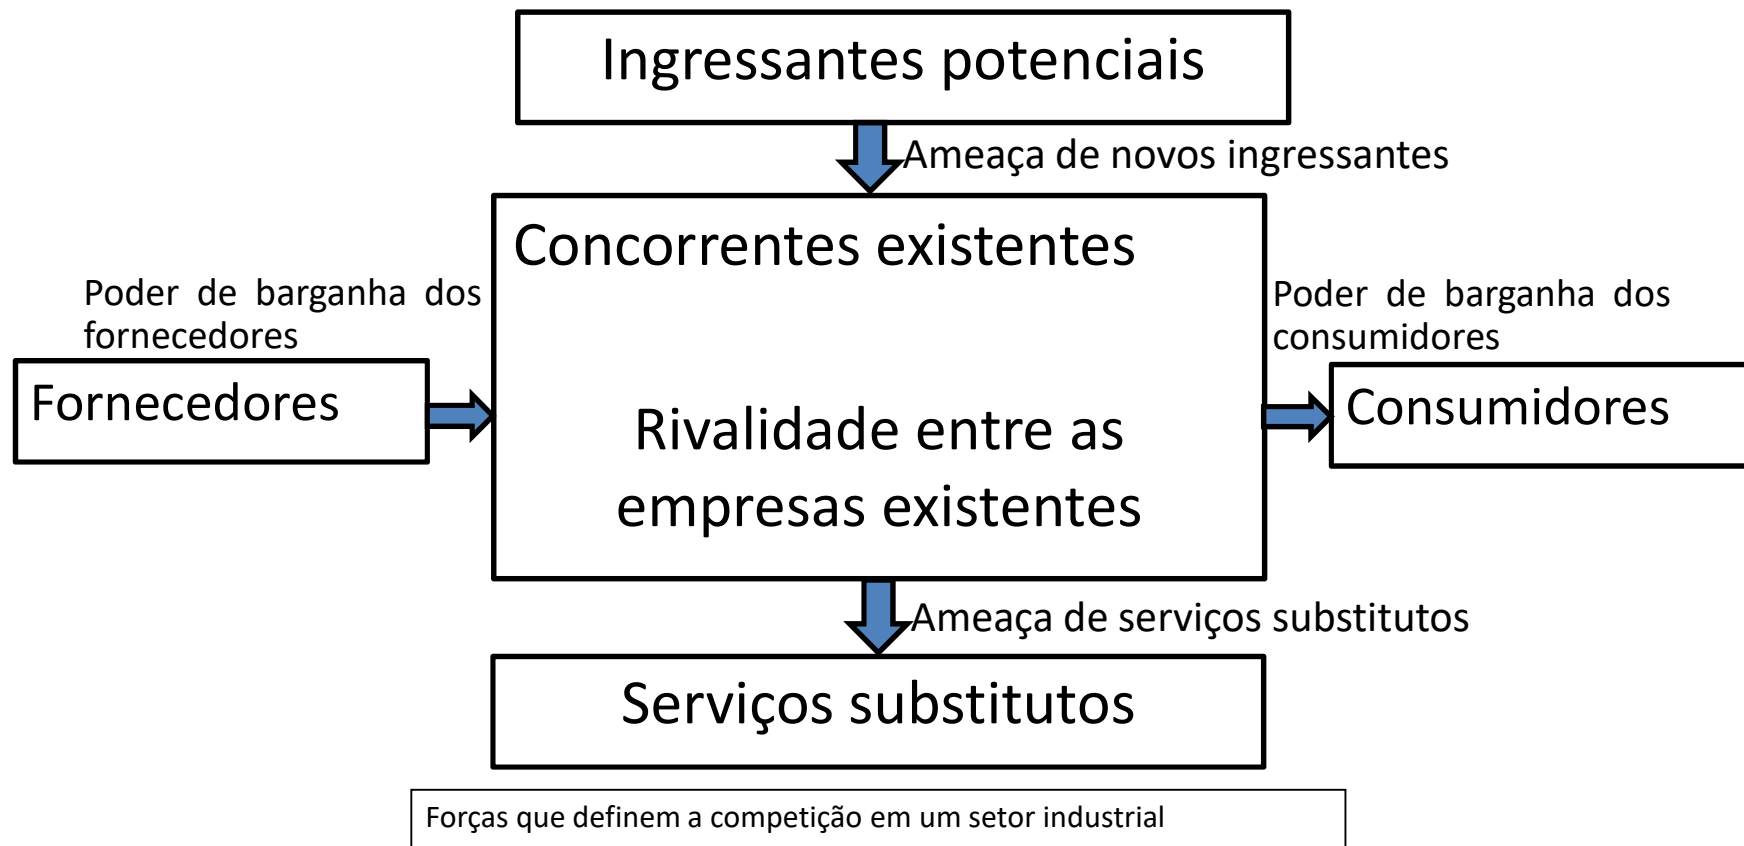 Ingressantes potenciais
Ameaça de novos ingressantes
Concorrentes existentes
Poder de barganha dos
fornecedores
Poder de barganha dos
consumidores
Fornecedores
Rivalidade entre as
empresas existentes
Consumidores
Ameaça de serviços substitutos
Serviços substitutos
Forças que definem a competição em um setor industrial